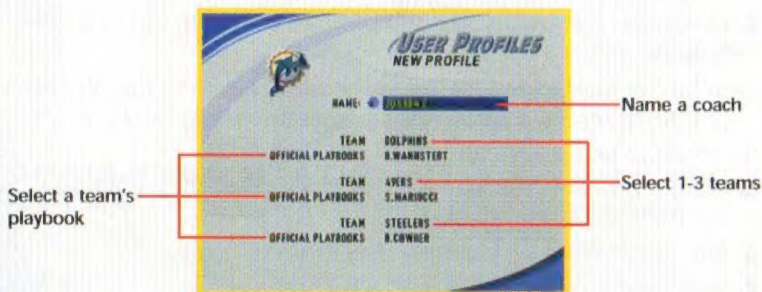 USER PROFILES
NEW PROFILE
NAME:
Name a coach
TEAM DOLPHINS
OFFICIAL PLAYBOOKS D.WANNSTEDT
TEAM 49ERS
Select 1-3 teams
Select a team's
playbook
OFFICIAL PLAYBOOKS S.MARIUCCI
TEAM STEELERS
OFFICIAL PLAYBOOKS B.COWHER